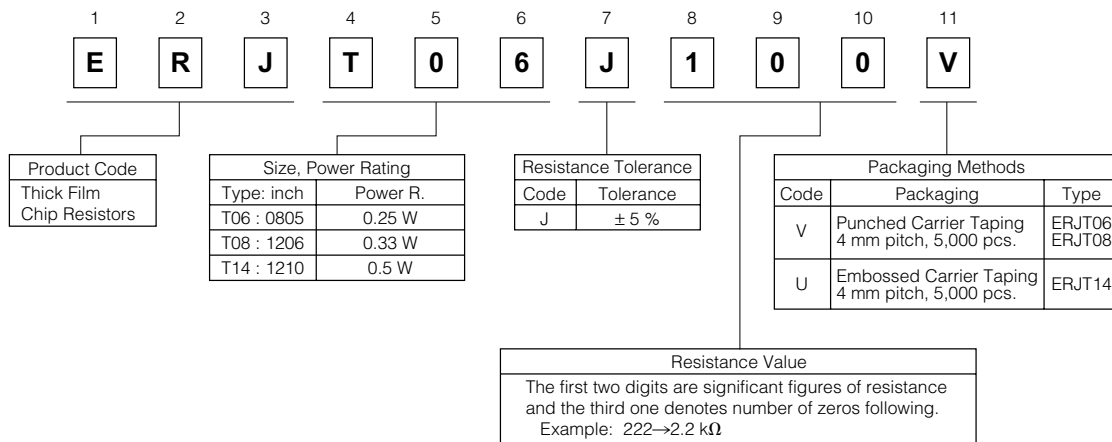 1 2 3 4 5 6 7 8 9 10 11
E R J T 0 6 J 1 0 0 V
Product Code
Thick Film
Chip Resistors
Size, Power Rating
Type: inch Power R.
T06 : 0805 0.25 W
T08 : 1206 0.33 W
T14 : 1210 0.5 W
Resistance Tolerance
Code Tolerance
J ± 5 %
Packaging Methods
Code Packaging Type
V Punched Carrier Taping
4 mm pitch, 5,000 pcs. ERJT06
ERJT08
U Embossed Carrier Taping
4 mm pitch, 5,000 pcs. ERJT14
Resistance Value
The first two digits are significant figures of resistance
and the third one denotes number of zeros following.
Example: 222→2.2 kΩ